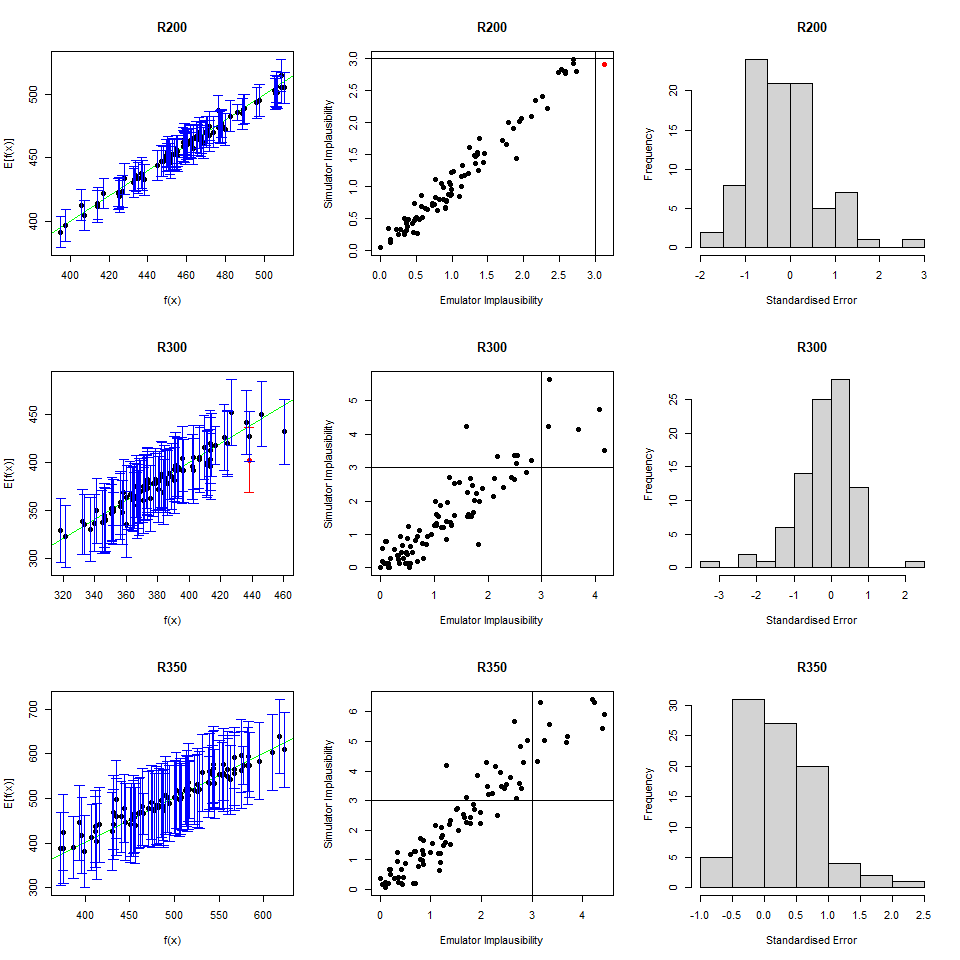 R200
E[f(x)]
500
450
400
400 420 440 460 480 500
f(x)
R200
Simulator Implausibility
3.0
2.5
2.0
1.5
1.0
0.5
0.0
0.0 0.5 1.0 1.5 2.0 2.5 3.0
Emulator Implausibility
R200
Frequency
20
15
10
5
0
-2 -1 0 1 2 3
Standardised Error
R300
E[f(x)]
450
400
350
300
320 340 360 380 400 420 440 460
f(x)
R300
Simulator Implausibility
5
4
3
2
1
0
0 1 2 3 4
Emulator Implausibility
R300
Frequency
25
20
15
10
5
0
-3 -2 -1 0 1 2
Standardised Error
R350
E[f(x)]
700
600
500
400
300
400 450 500 550 600
f(x)
R350
Simulator Implausibility
6
5
4
3
2
1
0
0 1 2 3 4
Emulator Implausibility
R350
Frequency
30
25
20
15
10
5
0
-1.0 -0.5 0.0 0.5 1.0 1.5 2.0 2.5
Standardised Error